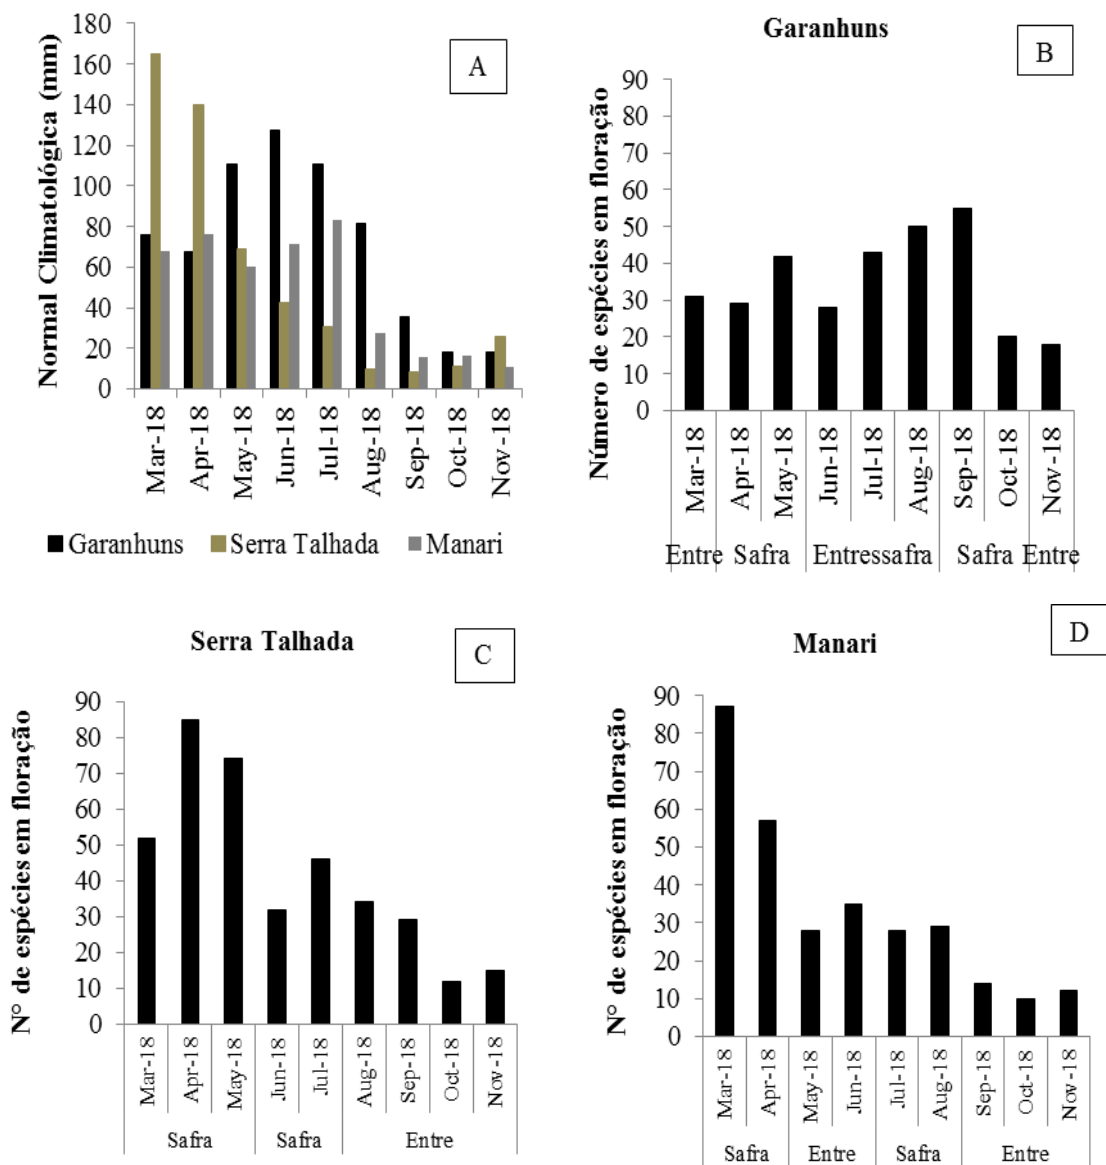 A
Normal Climatológica (mm)
180
160
140
120
100
80
60
40
20
0
Mar-18
Apr-18
May-18
Jun-18
Jul-18
Aug-18
Sep-18
Oct-18
Nov-18
Garanhuns Serra Talhada Manari
Garanhuns
B
Número de espécies em floração
90
80
70
60
50
40
30
20
10
0
Mar-18
Apr-18
May-18
Jun-18
Jul-18
Aug-18
Sep-18
Oct-18
Nov-18
Entre Safra Entressafra Safra Entre
Serra Talhada
C
N° de espécies em floração
90
80
70
60
50
40
30
20
10
0
Mar-18
Apr-18
May-18
Jun-18
Jul-18
Aug-18
Sep-18
Oct-18
Nov-18
Safra Safra Entre
Manari
D
N° de espécies em floração
90
80
70
60
50
40
30
20
10
0
Mar-18
Apr-18
May-18
Jun-18
Jul-18
Aug-18
Sep-18
Oct-18
Nov-18
Safra Entre Safra Entre